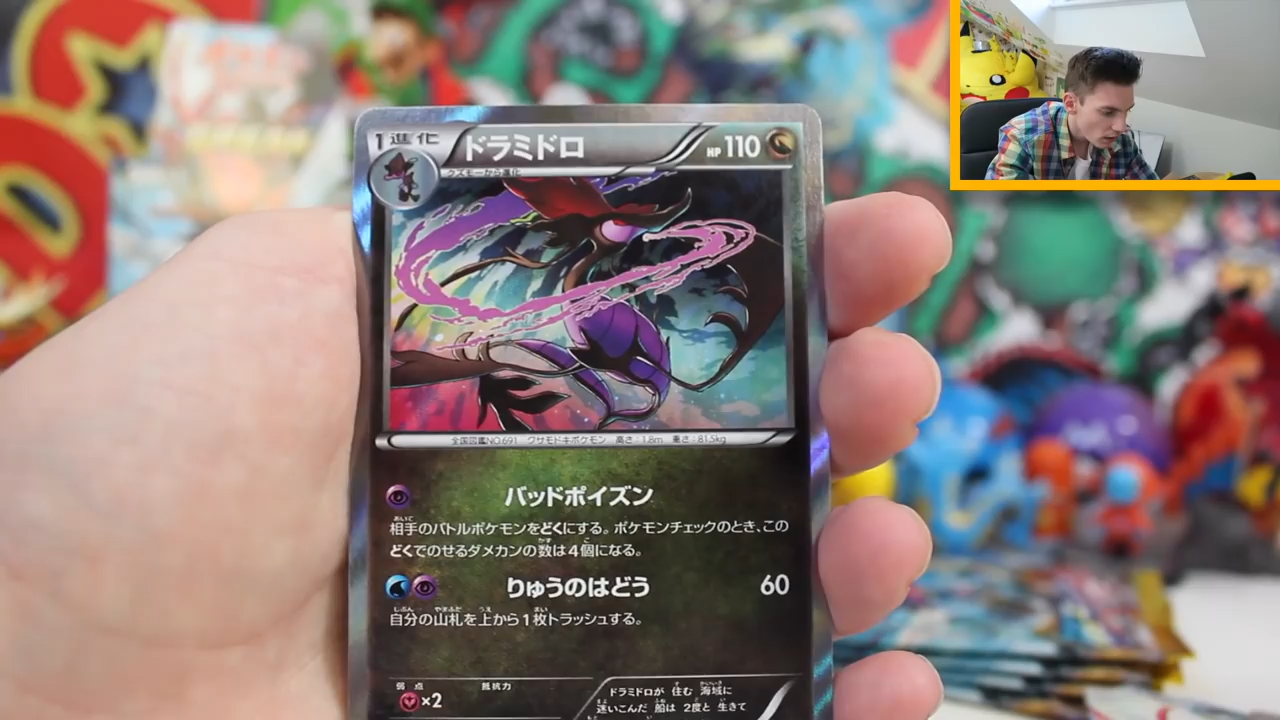 1進化
ドラミドロ
HP 110
クズモーから進化
全国図鑑NO.691 クサモドキポケモン 高さ：1.8m 重さ：81.5kg
バッドポイズン
相手のバトルポケモンをどくにする。ポケモンチェックのとき、この
どくでのせるダメカンの数は4個になる。
りゅうのはどう 60
自分の山札を上から1枚トラッシュする。
弱点 抵抗力
×2
ドラミドロが 住む 海域に
迷いこんだ 船は 2度と 生きて